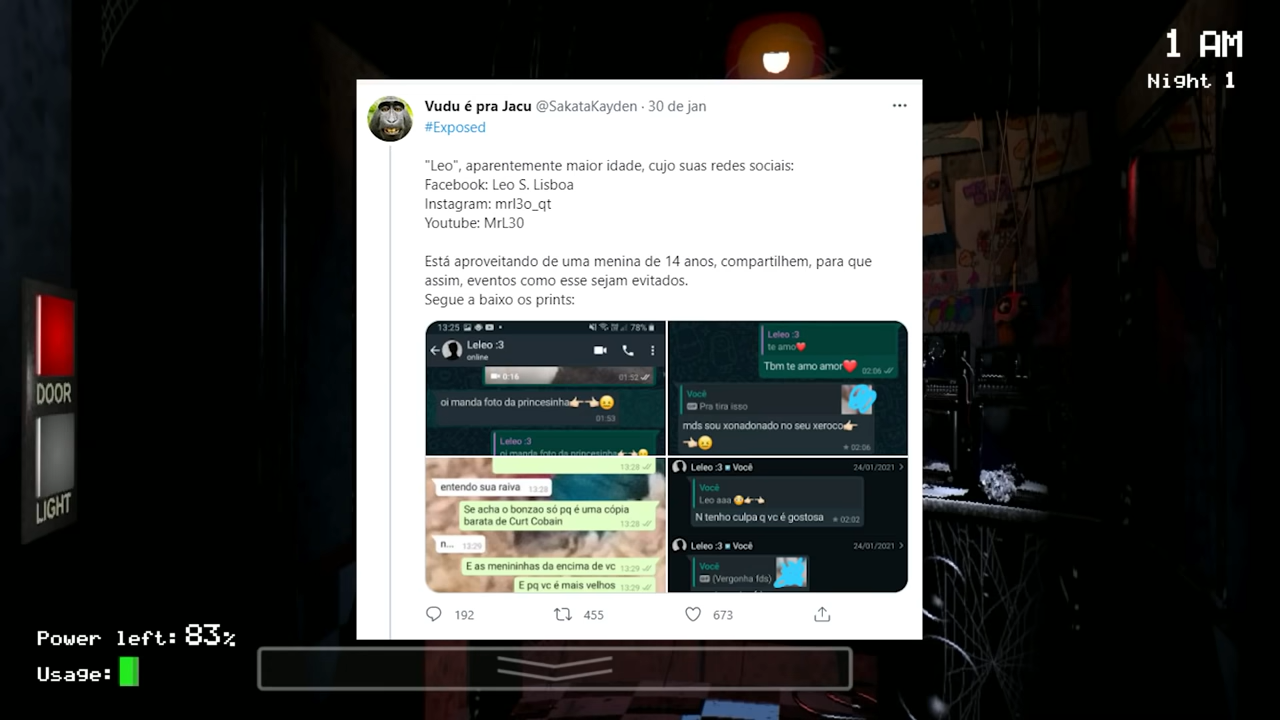 1 AM
Night 1
Vudu é pra Jacu @SakataKayden · 30 de jan
#Exposed
"Leo", aparentemente maior idade, cujo suas redes sociais:
Facebook: Leo S. Lisboa
Instagram: mrl3o_qt
Youtube: MrL30
Está aproveitando de uma menina de 14 anos, compartilhem, para que
assim, eventos como esse sejam evitados.
Segue a baixo os prints:
13:25 78%
Leleo :3
online
0:16 01:52
oi manda foto da princesinha
01:53
Leleo :3
oi manda foto da princesinha
Leleo :3
te amo
Tbm te amo amor 02:06
Você
GIF Pra tira isso
mds sou xonadonado no seu xeroco
02:06
13:28
entendo sua raiva 13:28
Se acha o bonzao só pq é uma cópia
barata de Curt Cobain 13:28
n... 13:29
E as menininhas da encima de vc 13:29
E pq vc é mais velhos 13:29
Leleo :3 Você 24/01/2021
Você
Leo aaa
N tenho culpa q vc é gostosa 02:02
Leleo :3 Você 24/01/2021
Você
GIF (Vergonha fds)
192 455 673
DOOR
LIGHT
Power left: 83%
Usage: